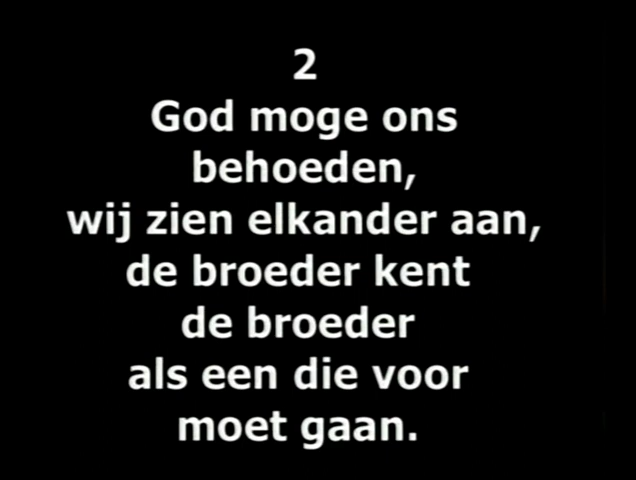 2
God moge ons
behoeden,
wij zien elkander aan,
de broeder kent
de broeder
als een die voor
moet gaan.